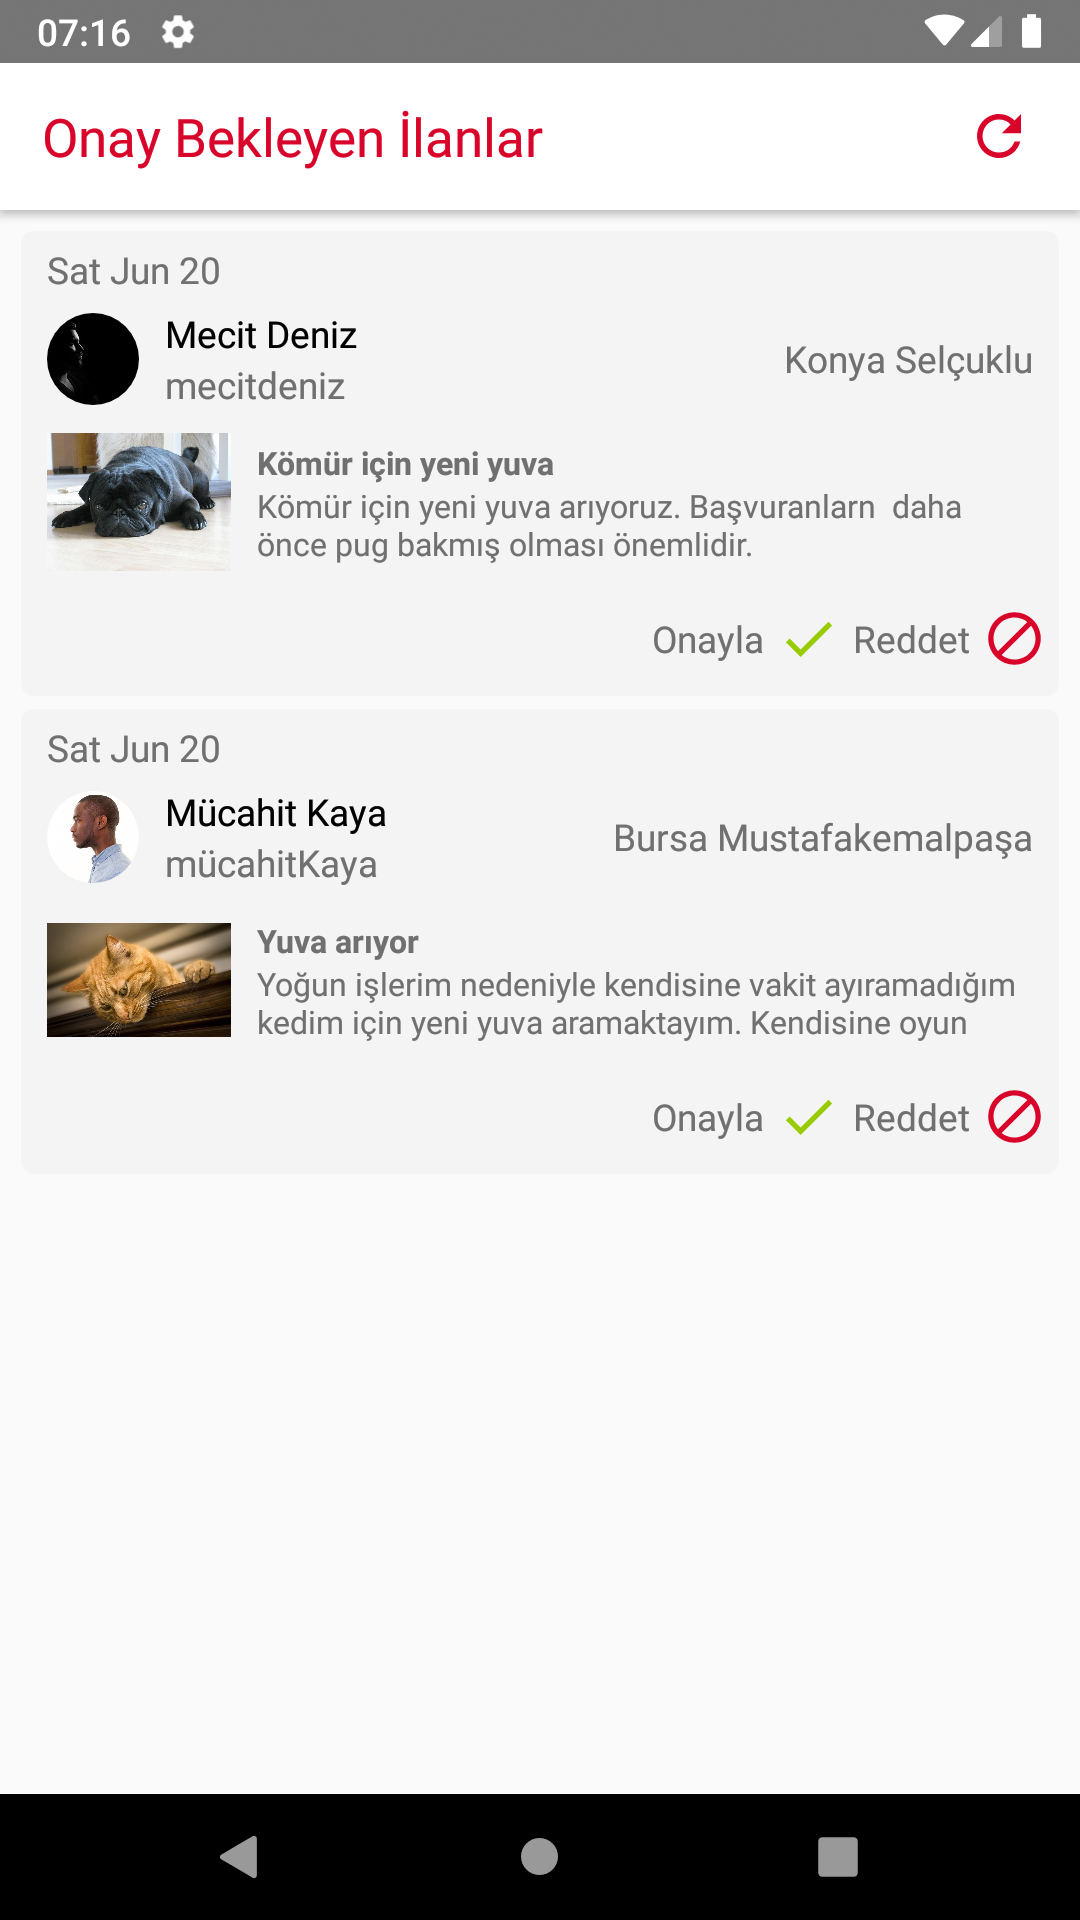 07:16
Onay Bekleyen İlanlar
Sat Jun 20
Mecit Deniz
mecitdeniz
Konya Selçuklu
Kömür için yeni yuva
Kömür için yeni yuva arıyoruz. Başvuranlarn  daha
önce pug bakmış olması önemlidir.
Onayla
Reddet
Sat Jun 20
Mücahit Kaya
mücahitKaya
Bursa Mustafakemalpaşa
Yuva arıyor
Yoğun işlerim nedeniyle kendisine vakit ayıramadığım
kedim için yeni yuva aramaktayım. Kendisine oyun
Onayla
Reddet